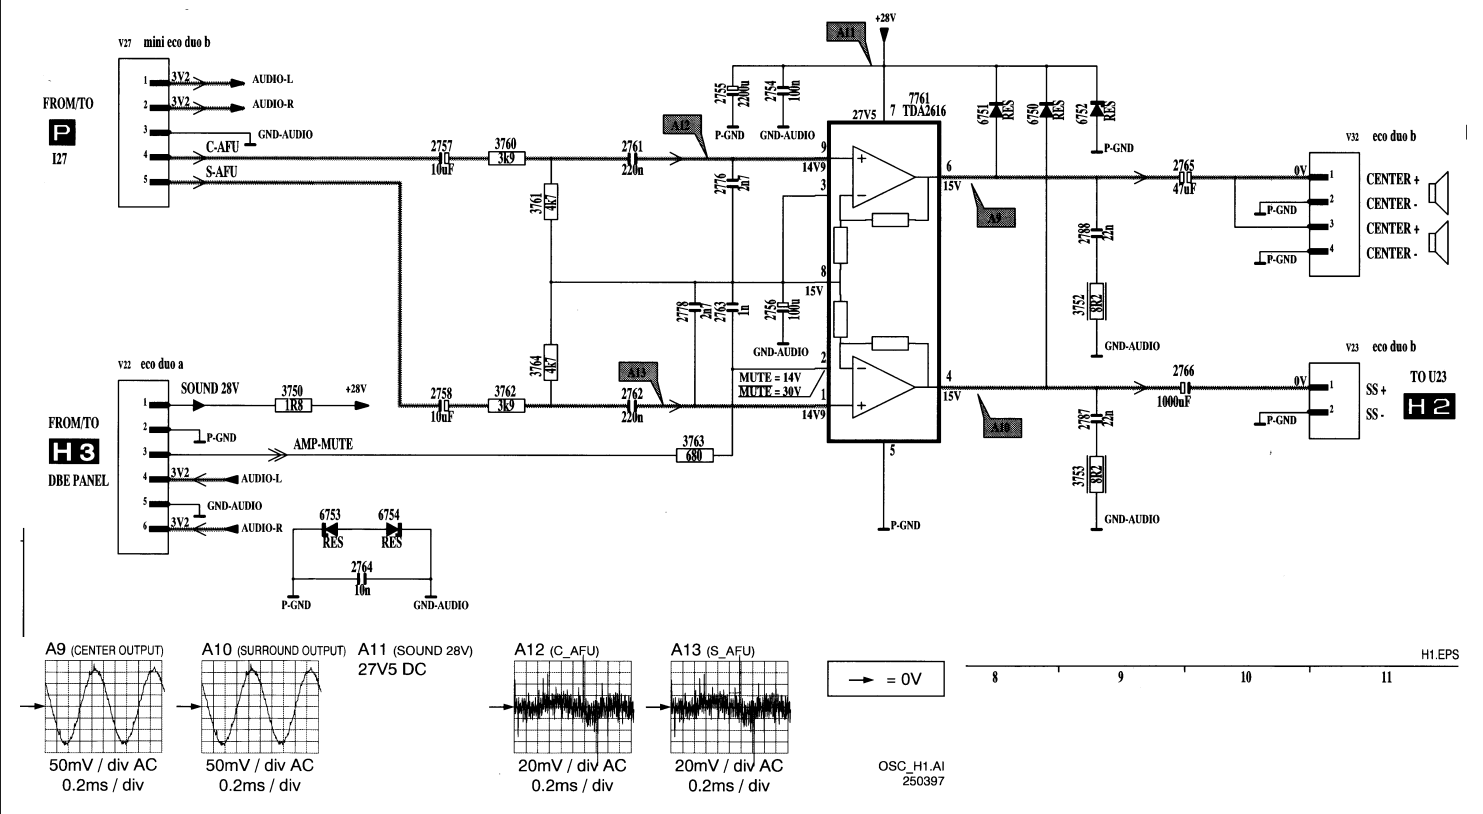 V27 mini eco duo b
FROM/TO
P
I27
1 3V2 AUDIO-L
2 3V2 AUDIO-R
3 GND-AUDIO
4 C-AFU
5 S-AFU
2757
10uF
3760
3k9
2761
220n
A12
3761
4k7
3764
4k7
2776
2n7
2755
2200u
P-GND
2754
100n
GND-AUDIO
A11
+28V
27V5
7
7761
TDA2616
9
14V9
3
8
15V
2
MUTE = 14V
MUTE = 30V
1
14V9
6
15V
4
15V
5
P-GND
+
−
−
+
2778
2n7
2763
1n
2756
100u
GND-AUDIO
A13
2758
10uF
3762
3k9
2762
220n
3763
680
6751
RES
6750
RES
6752
RES
P-GND
A9
A10
2765
47uF
2788
22n
3752
8R2
GND-AUDIO
2766
1000uF
2787
22n
3753
8R2
GND-AUDIO
V32 eco duo b
0V 1 CENTER +
P-GND 2 CENTER -
3 CENTER +
P-GND 4 CENTER -
V23 eco duo b
0V 1 SS +
P-GND 2 SS -
TO U23
H 2
V22 eco duo a
FROM/TO
H 3
DBE PANEL
1 SOUND 28V
3750
1R8
+28V
2 P-GND
3 AMP-MUTE
4 3V2 AUDIO-L
5 GND-AUDIO
6 3V2 AUDIO-R
6753
RES
6754
RES
2764
10n
P-GND
GND-AUDIO
A9 (CENTER OUTPUT)
50mV / div AC
0.2ms / div
A10 (SURROUND OUTPUT)
50mV / div AC
0.2ms / div
A11 (SOUND 28V)
27V5 DC
A12 (C_AFU)
20mV / div AC
0.2ms / div
A13 (S_AFU)
20mV / div AC
0.2ms / div
= 0V
OSC_H1.AI
250397
H1.EPS
8 9 10 11